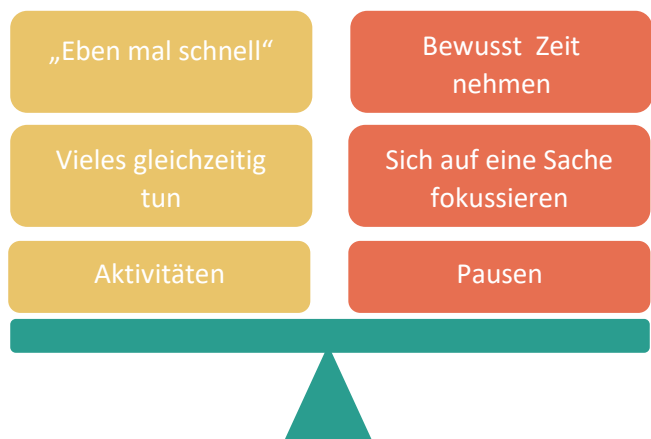 „Eben mal schnell“
Bewusst Zeit
nehmen
Vieles gleichzeitig
tun
Sich auf eine Sache
fokussieren
Aktivitäten
Pausen